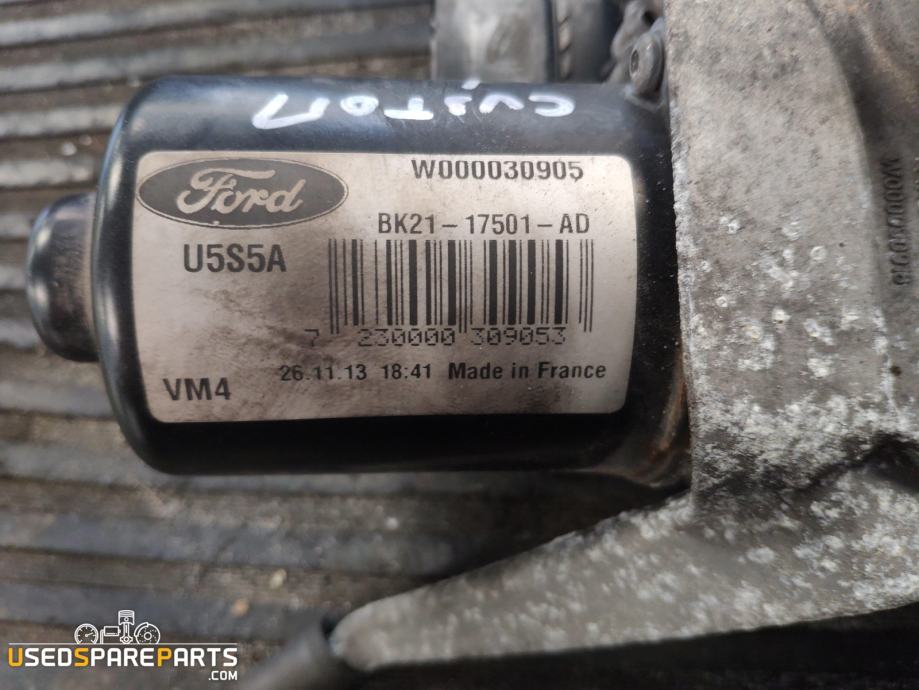 CUSTOM
Ford
W000030905
BK21-17501-AD
U5S5A
7 230000 309053
VM4
26.11.13 18:41 Made in France
USEDSPAREPARTS
.COM